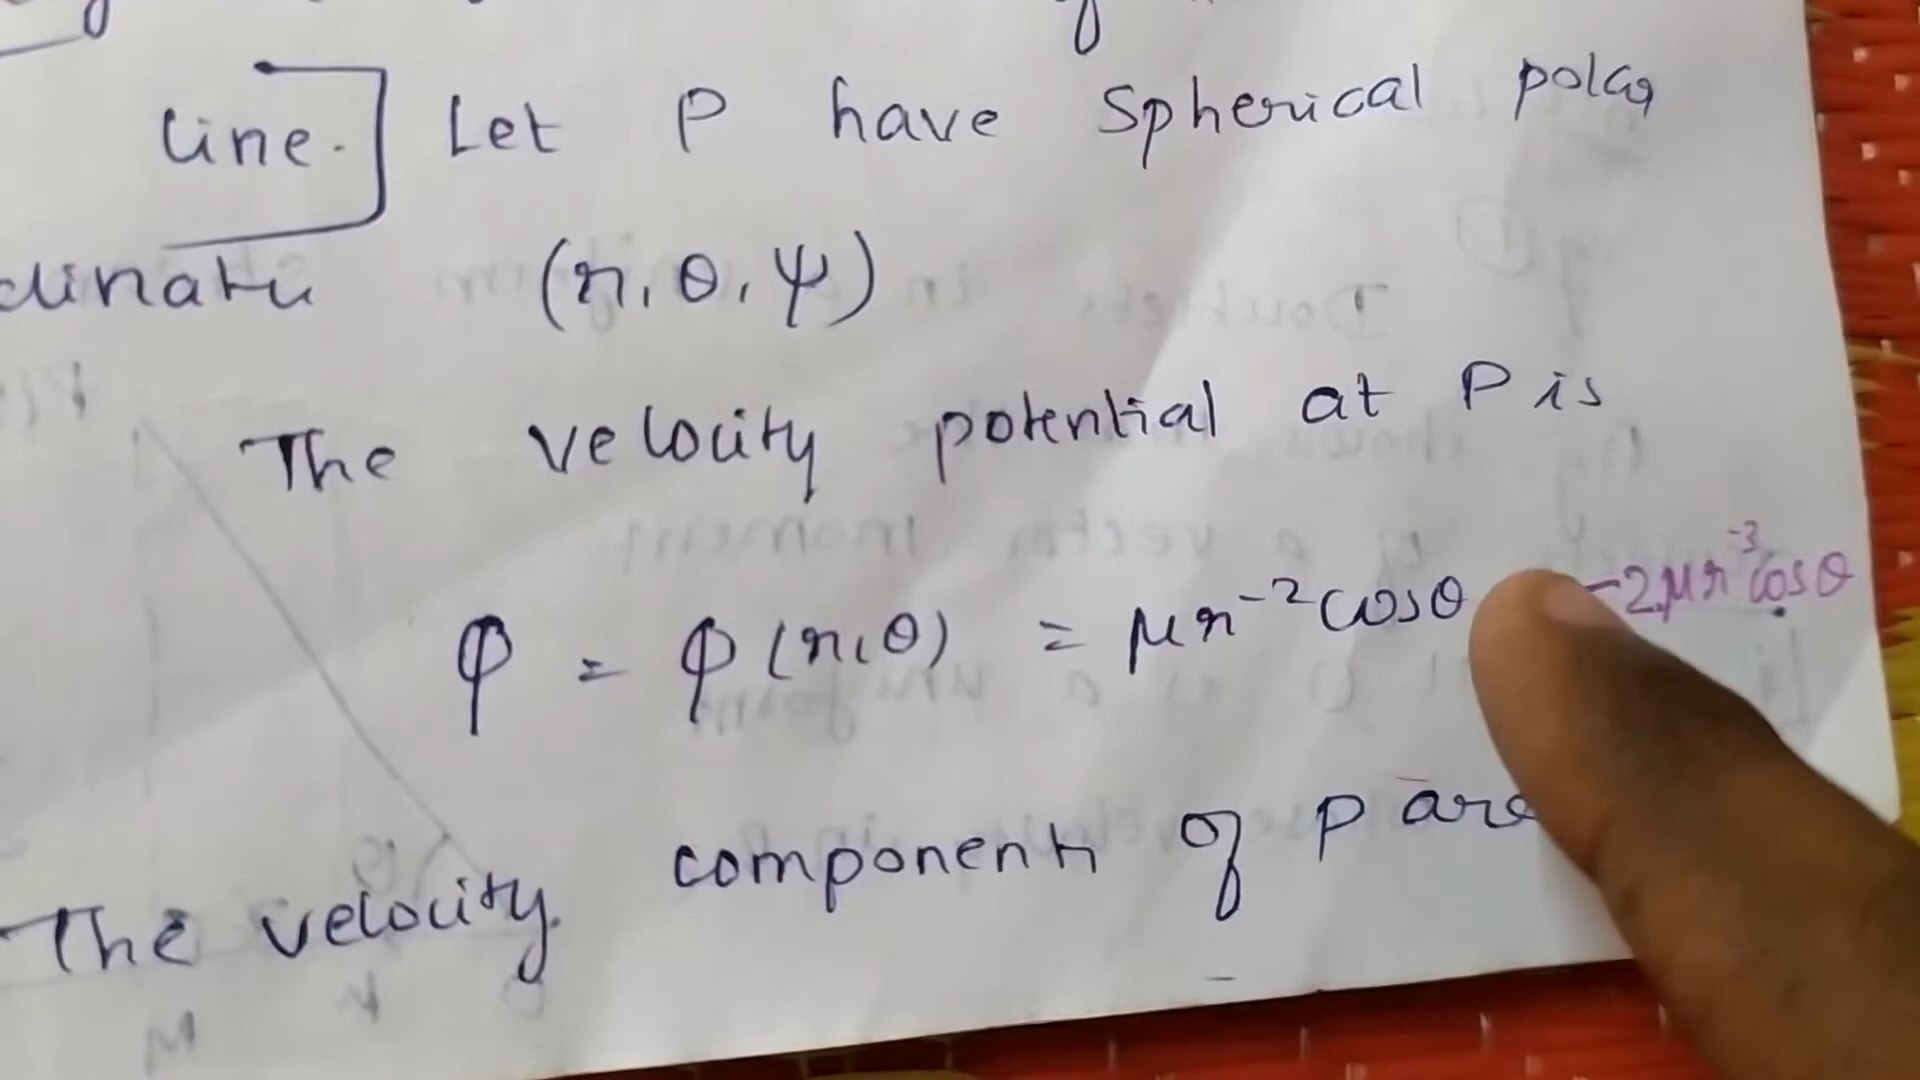 line.] Let P have Spherical polar
dinate (r, θ, ψ)
The velocity potential at P is
φ = φ(r, θ) = μr⁻² cosθ -2μr⁻³ cosθ
The velocity components of P are